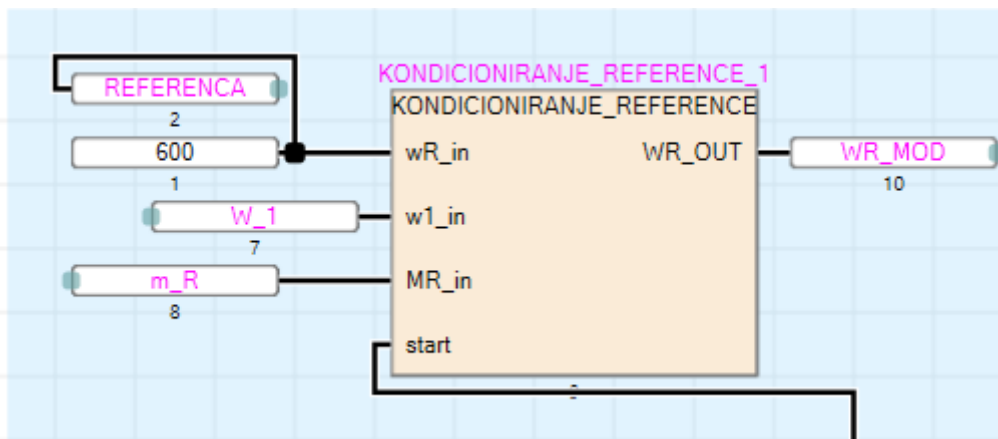 KONDICIONIRANJE_REFERENCE_1
REFERENCA
2
KONDICIONIRANJE_REFERENCE
600
1
wR_in
WR_OUT
WR_MOD
10
W_1
7
w1_in
m_R
8
MR_in
start